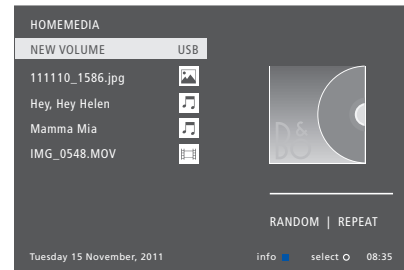 HOMEMEDIA
NEW VOLUME USB
111110_1586.jpg
Hey, Hey Helen
Mamma Mia
IMG_0548.MOV
B&O
RANDOM | REPEAT
Tuesday 15 November, 2011 info select 08:35